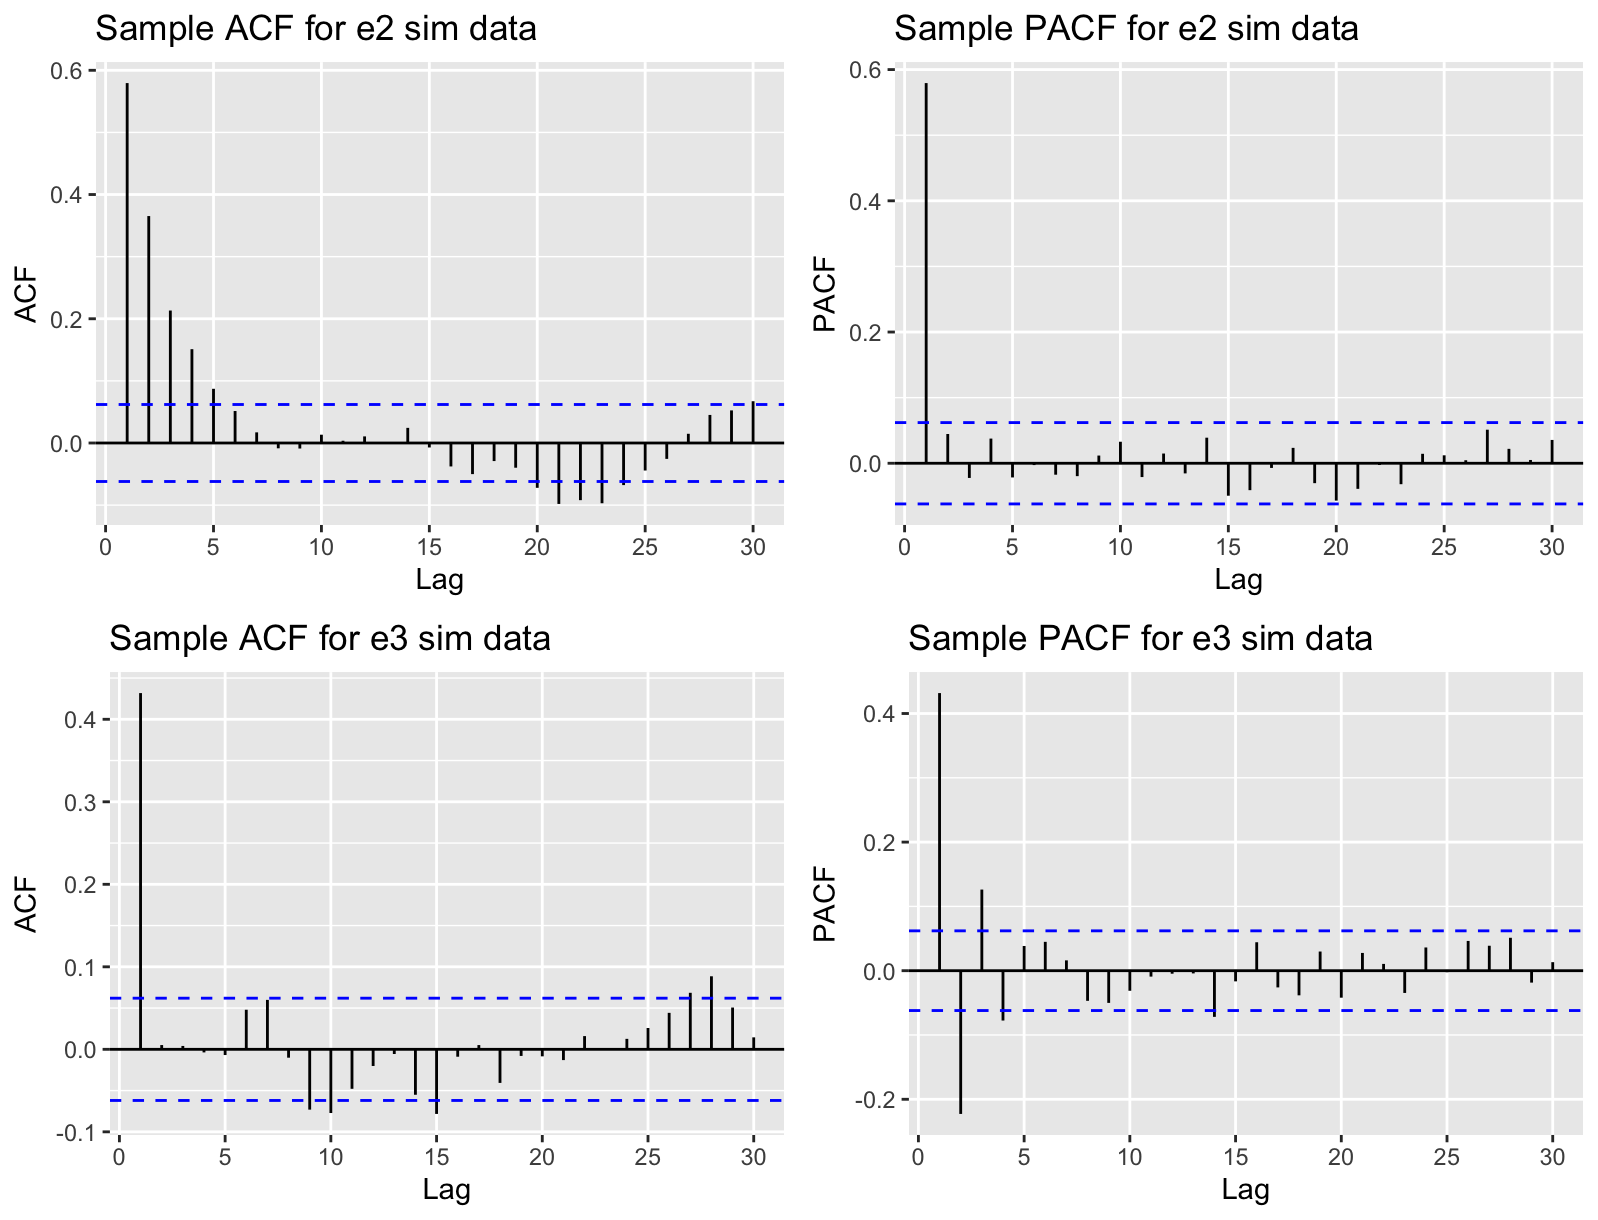 Sample ACF for e2 sim data
0.6
0.4
0.2
0.0
ACF
0 5 10 15 20 25 30
Lag
Sample PACF for e2 sim data
0.6
0.4
0.2
0.0
PACF
0 5 10 15 20 25 30
Lag
Sample ACF for e3 sim data
0.4
0.3
0.2
0.1
0.0
-0.1
ACF
0 5 10 15 20 25 30
Lag
Sample PACF for e3 sim data
0.4
0.2
0.0
-0.2
PACF
0 5 10 15 20 25 30
Lag